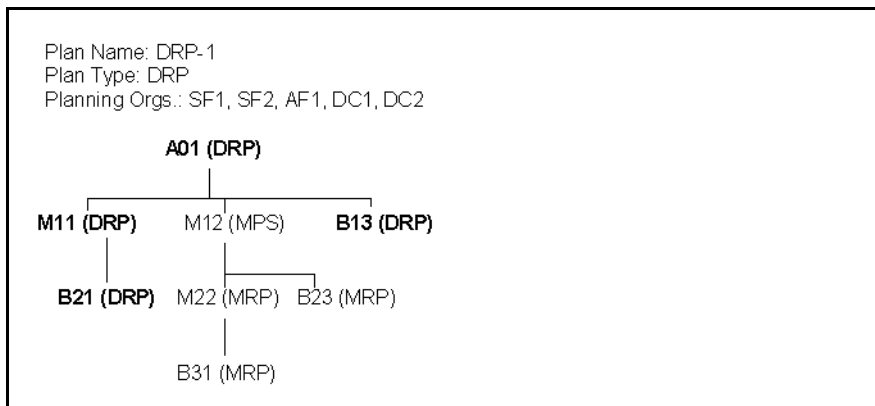 Plan Name: DRP-1
Plan Type: DRP
Planning Orgs.: SF1, SF2, AF1, DC1, DC2
A01 (DRP)
M11 (DRP) M12 (MPS) B13 (DRP)
B21 (DRP) M22 (MRP) B23 (MRP)
B31 (MRP)